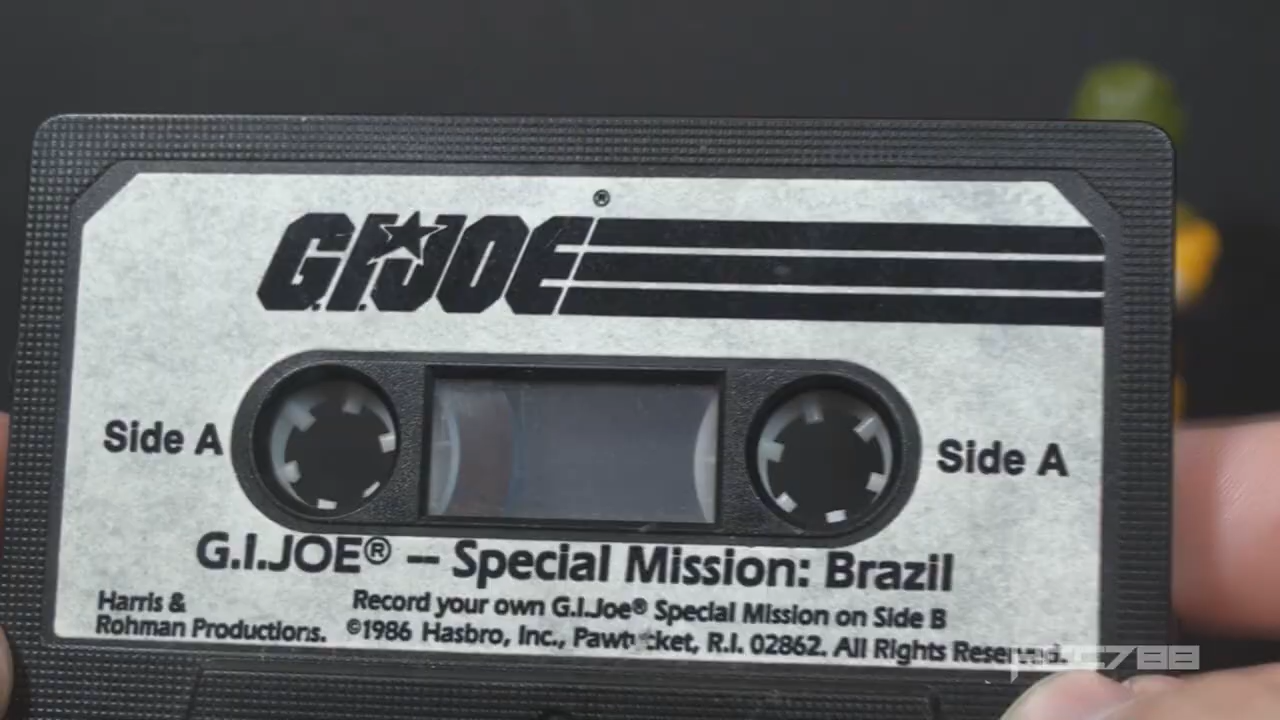 ®
G.I.JOE
Side A
Side A
G.I.JOE® – Special Mission: Brazil
Harris &
Rohman Productions.
Record your own G.I.Joe® Special Mission on Side B
©1986 Hasbro, Inc., Pawtucket, R.I. 02862. All Rights Reserved.